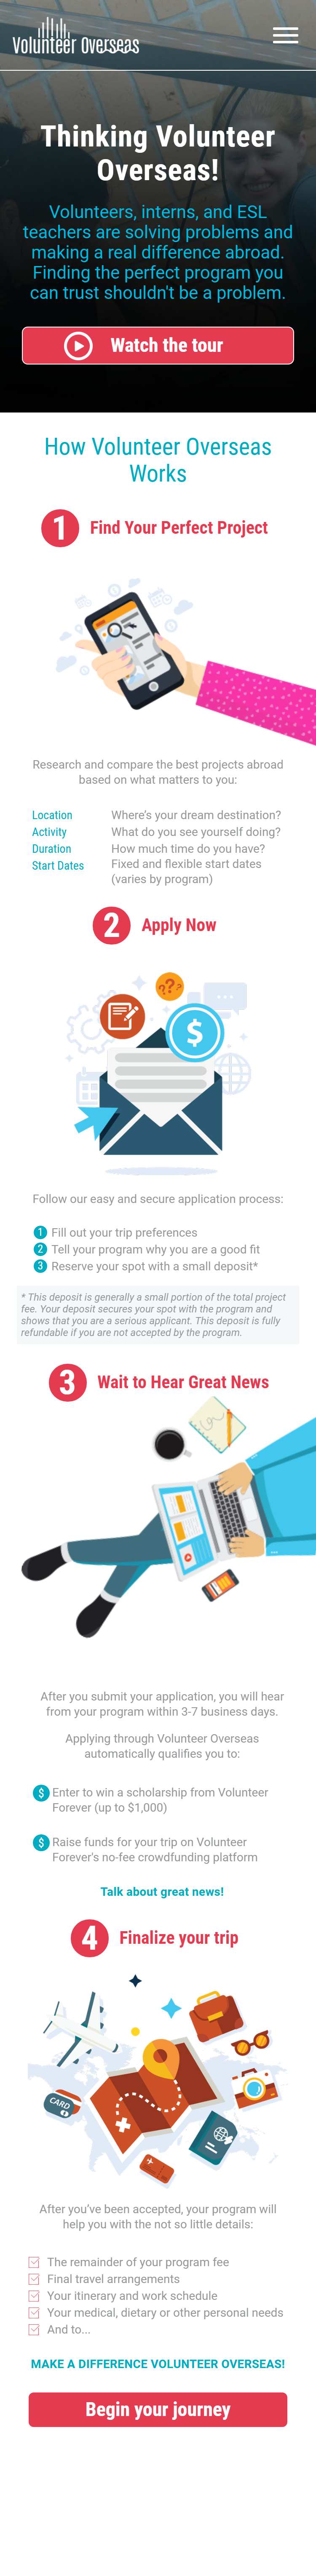 Volunteer Overseas
Thinking Volunteer
Overseas!
Volunteers, interns, and ESL
teachers are solving problems and
making a real difference abroad.
Finding the perfect program you
can trust shouldn't be a problem.
Watch the tour
How Volunteer Overseas
Works
1 Find Your Perfect Project
Research and compare the best projects abroad
based on what matters to you:
Location Where's your dream destination?
Activity What do you see yourself doing?
Duration How much time do you have?
Start Dates Fixed and flexible start dates
(varies by program)
2 Apply Now
???
$
Follow our easy and secure application process:
1 Fill out your trip preferences
2 Tell your program why you are a good fit
3 Reserve your spot with a small deposit*
* This deposit is generally a small portion of the total project
fee. Your deposit secures your spot with the program and
shows that you are a serious applicant. This deposit is fully
refundable if you are not accepted by the program.
3 Wait to Hear Great News
After you submit your application, you will hear
from your program within 3-7 business days.
Applying through Volunteer Overseas
automatically qualifies you to:
$ Enter to win a scholarship from Volunteer
Forever (up to $1,000)
$ Raise funds for your trip on Volunteer
Forever's no-fee crowdfunding platform
Talk about great news!
4 Finalize your trip
CARD
After you've been accepted, your program will
help you with the not so little details:
The remainder of your program fee
Final travel arrangements
Your itinerary and work schedule
Your medical, dietary or other personal needs
And to...
MAKE A DIFFERENCE VOLUNTEER OVERSEAS!
Begin your journey